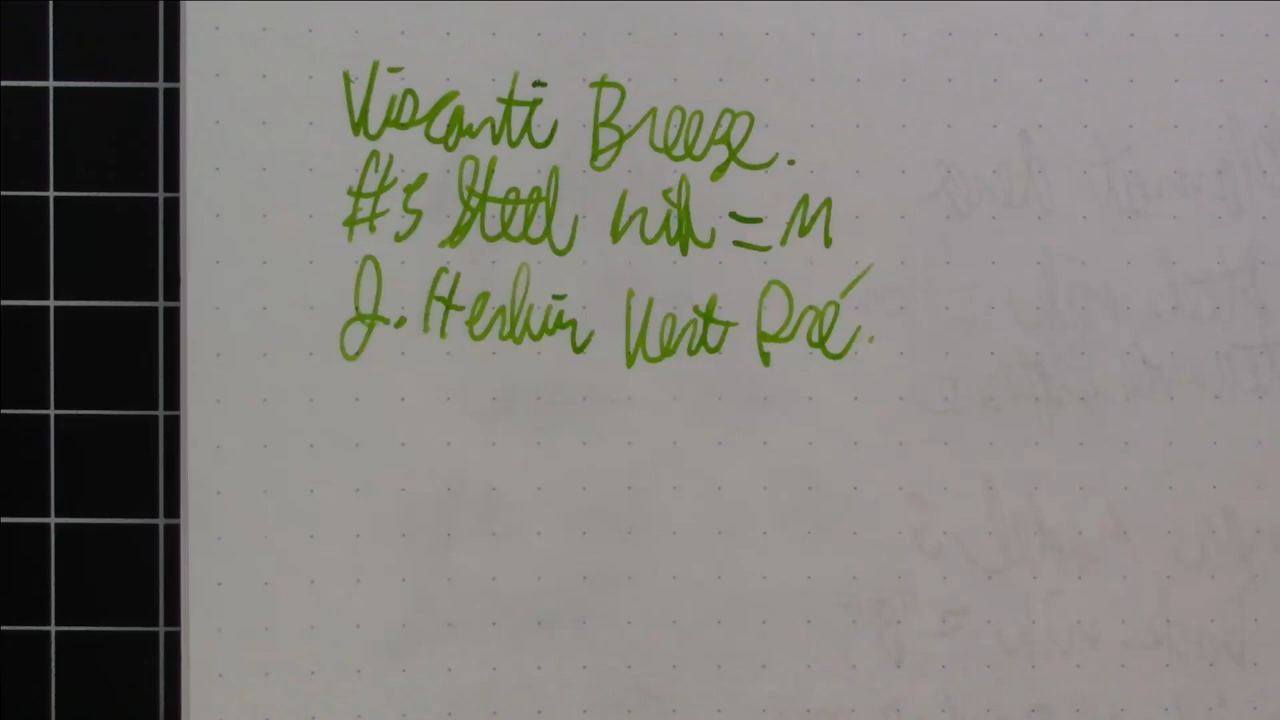 Visconti Breeze.
#5 Steel nib = M
J. Herbin Vert Pré.